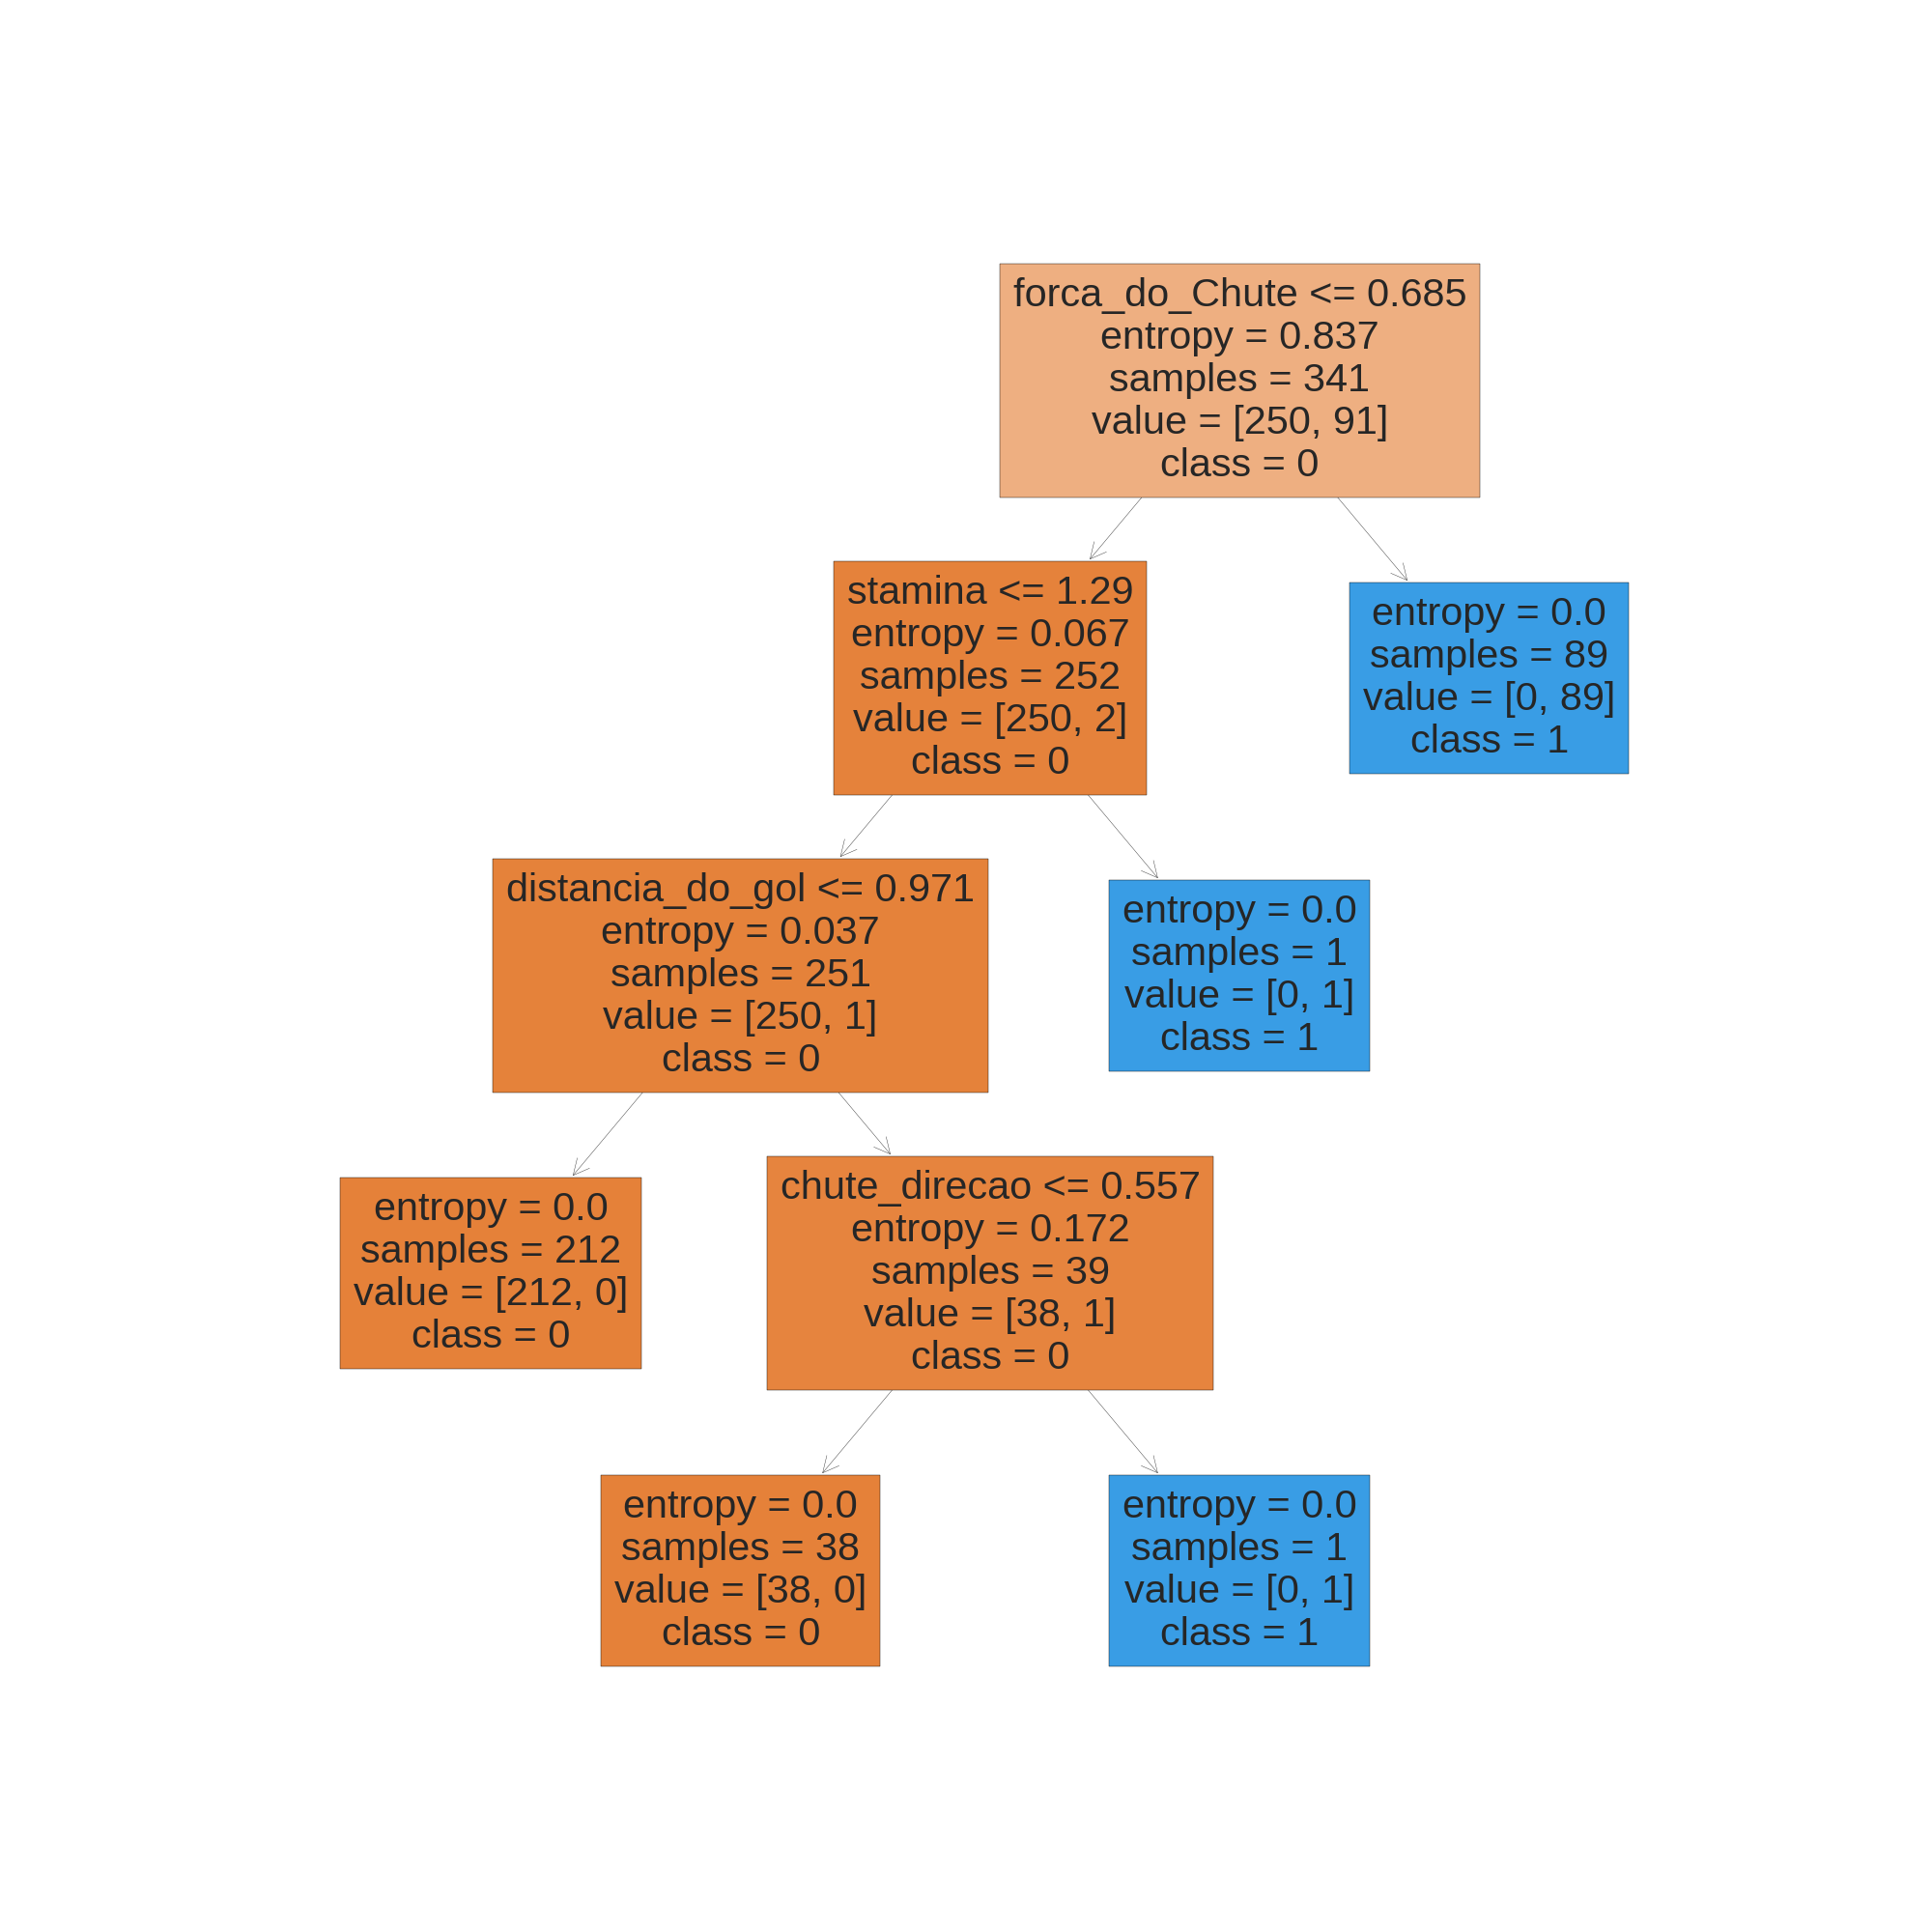 forca_do_Chute <= 0.685
entropy = 0.837
samples = 341
value = [250, 91]
class = 0
stamina <= 1.29
entropy = 0.067
samples = 252
value = [250, 2]
class = 0
entropy = 0.0
samples = 89
value = [0, 89]
class = 1
distancia_do_gol <= 0.971
entropy = 0.037
samples = 251
value = [250, 1]
class = 0
entropy = 0.0
samples = 1
value = [0, 1]
class = 1
entropy = 0.0
samples = 212
value = [212, 0]
class = 0
chute_direcao <= 0.557
entropy = 0.172
samples = 39
value = [38, 1]
class = 0
entropy = 0.0
samples = 38
value = [38, 0]
class = 0
entropy = 0.0
samples = 1
value = [0, 1]
class = 1